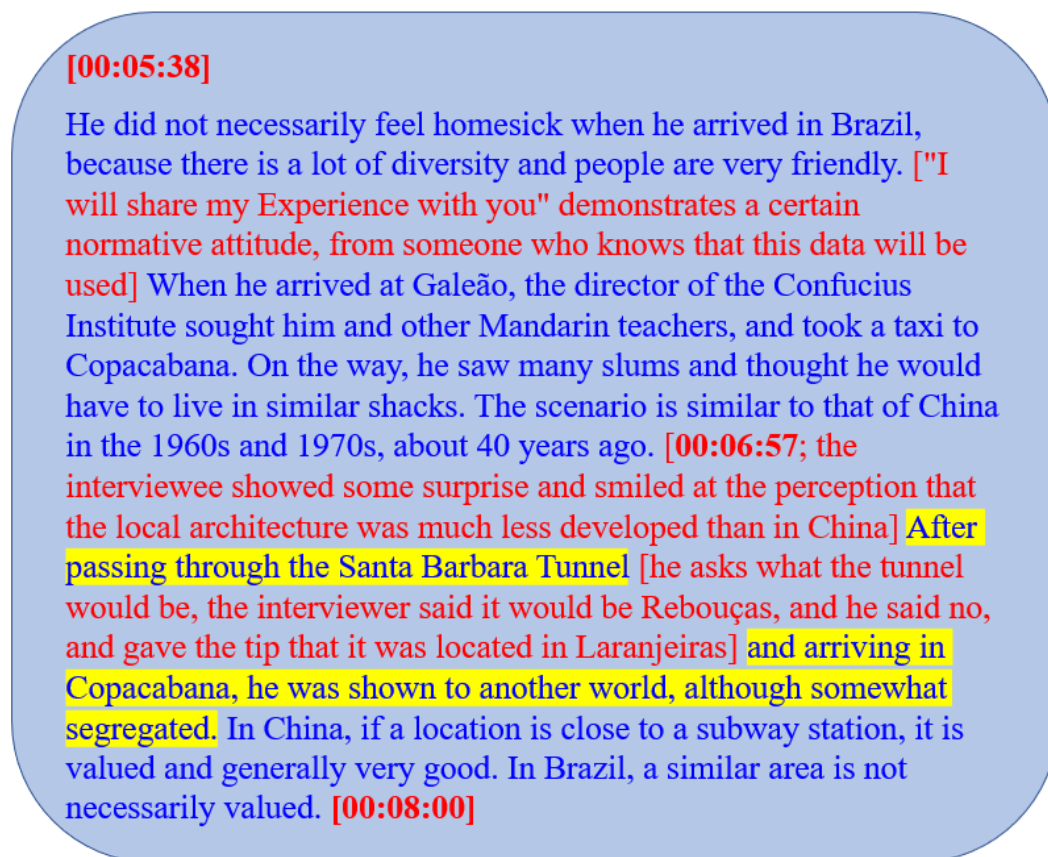 [00:05:38]
He did not necessarily feel homesick when he arrived in Brazil,
because there is a lot of diversity and people are very friendly. ["I
will share my Experience with you" demonstrates a certain
normative attitude, from someone who knows that this data will be
used] When he arrived at Galeão, the director of the Confucius
Institute sought him and other Mandarin teachers, and took a taxi to
Copacabana. On the way, he saw many slums and thought he would
have to live in similar shacks. The scenario is similar to that of China
in the 1960s and 1970s, about 40 years ago. [00:06:57; the
interviewee showed some surprise and smiled at the perception that
the local architecture was much less developed than in China] After
passing through the Santa Barbara Tunnel [he asks what the tunnel
would be, the interviewer said it would be Rebouças, and he said no,
and gave the tip that it was located in Laranjeiras] and arriving in
Copacabana, he was shown to another world, although somewhat
segregated. In China, if a location is close to a subway station, it is
valued and generally very good. In Brazil, a similar area is not
necessarily valued. [00:08:00]